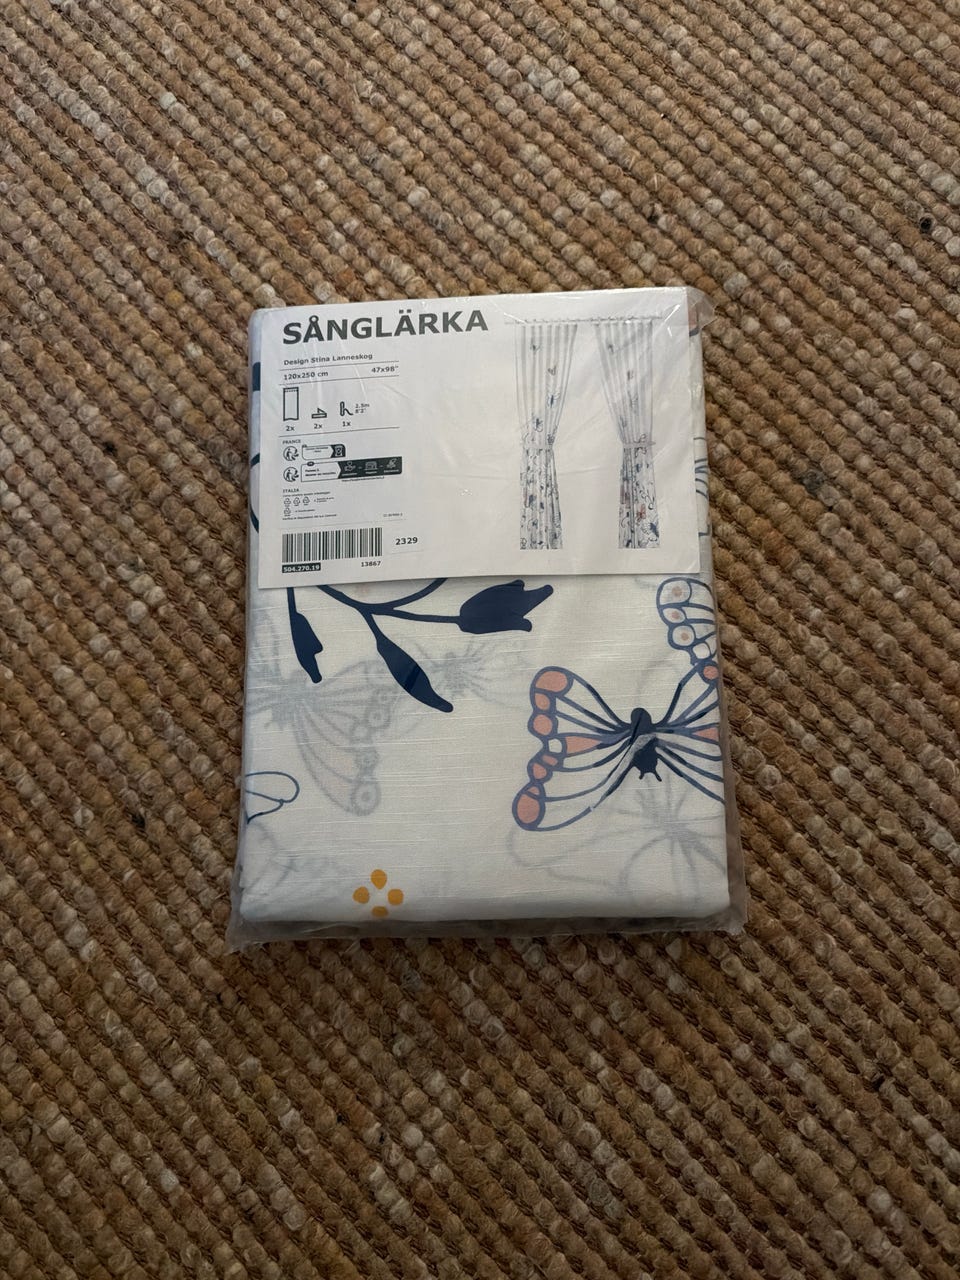 SÅNGLÄRKA
Design Stina Lanneskog
120x250 cm 47x98"
2.5m
8'2"
2x 2x 1x
FRANCE
ITALIA
2329
504.270.19 13867